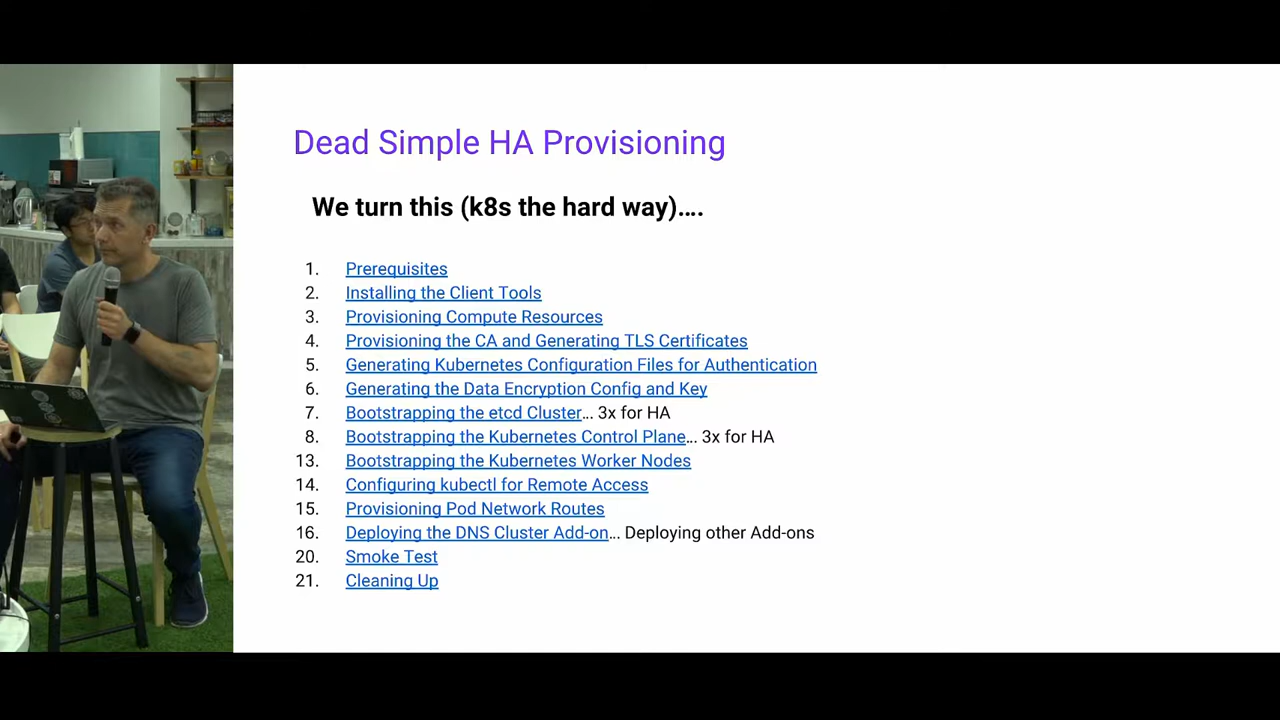 Dead Simple HA Provisioning
We turn this (k8s the hard way)....
1. Prerequisites
2. Installing the Client Tools
3. Provisioning Compute Resources
4. Provisioning the CA and Generating TLS Certificates
5. Generating Kubernetes Configuration Files for Authentication
6. Generating the Data Encryption Config and Key
7. Bootstrapping the etcd Cluster... 3x for HA
8. Bootstrapping the Kubernetes Control Plane... 3x for HA
13. Bootstrapping the Kubernetes Worker Nodes
14. Configuring kubectl for Remote Access
15. Provisioning Pod Network Routes
16. Deploying the DNS Cluster Add-on... Deploying other Add-ons
20. Smoke Test
21. Cleaning Up